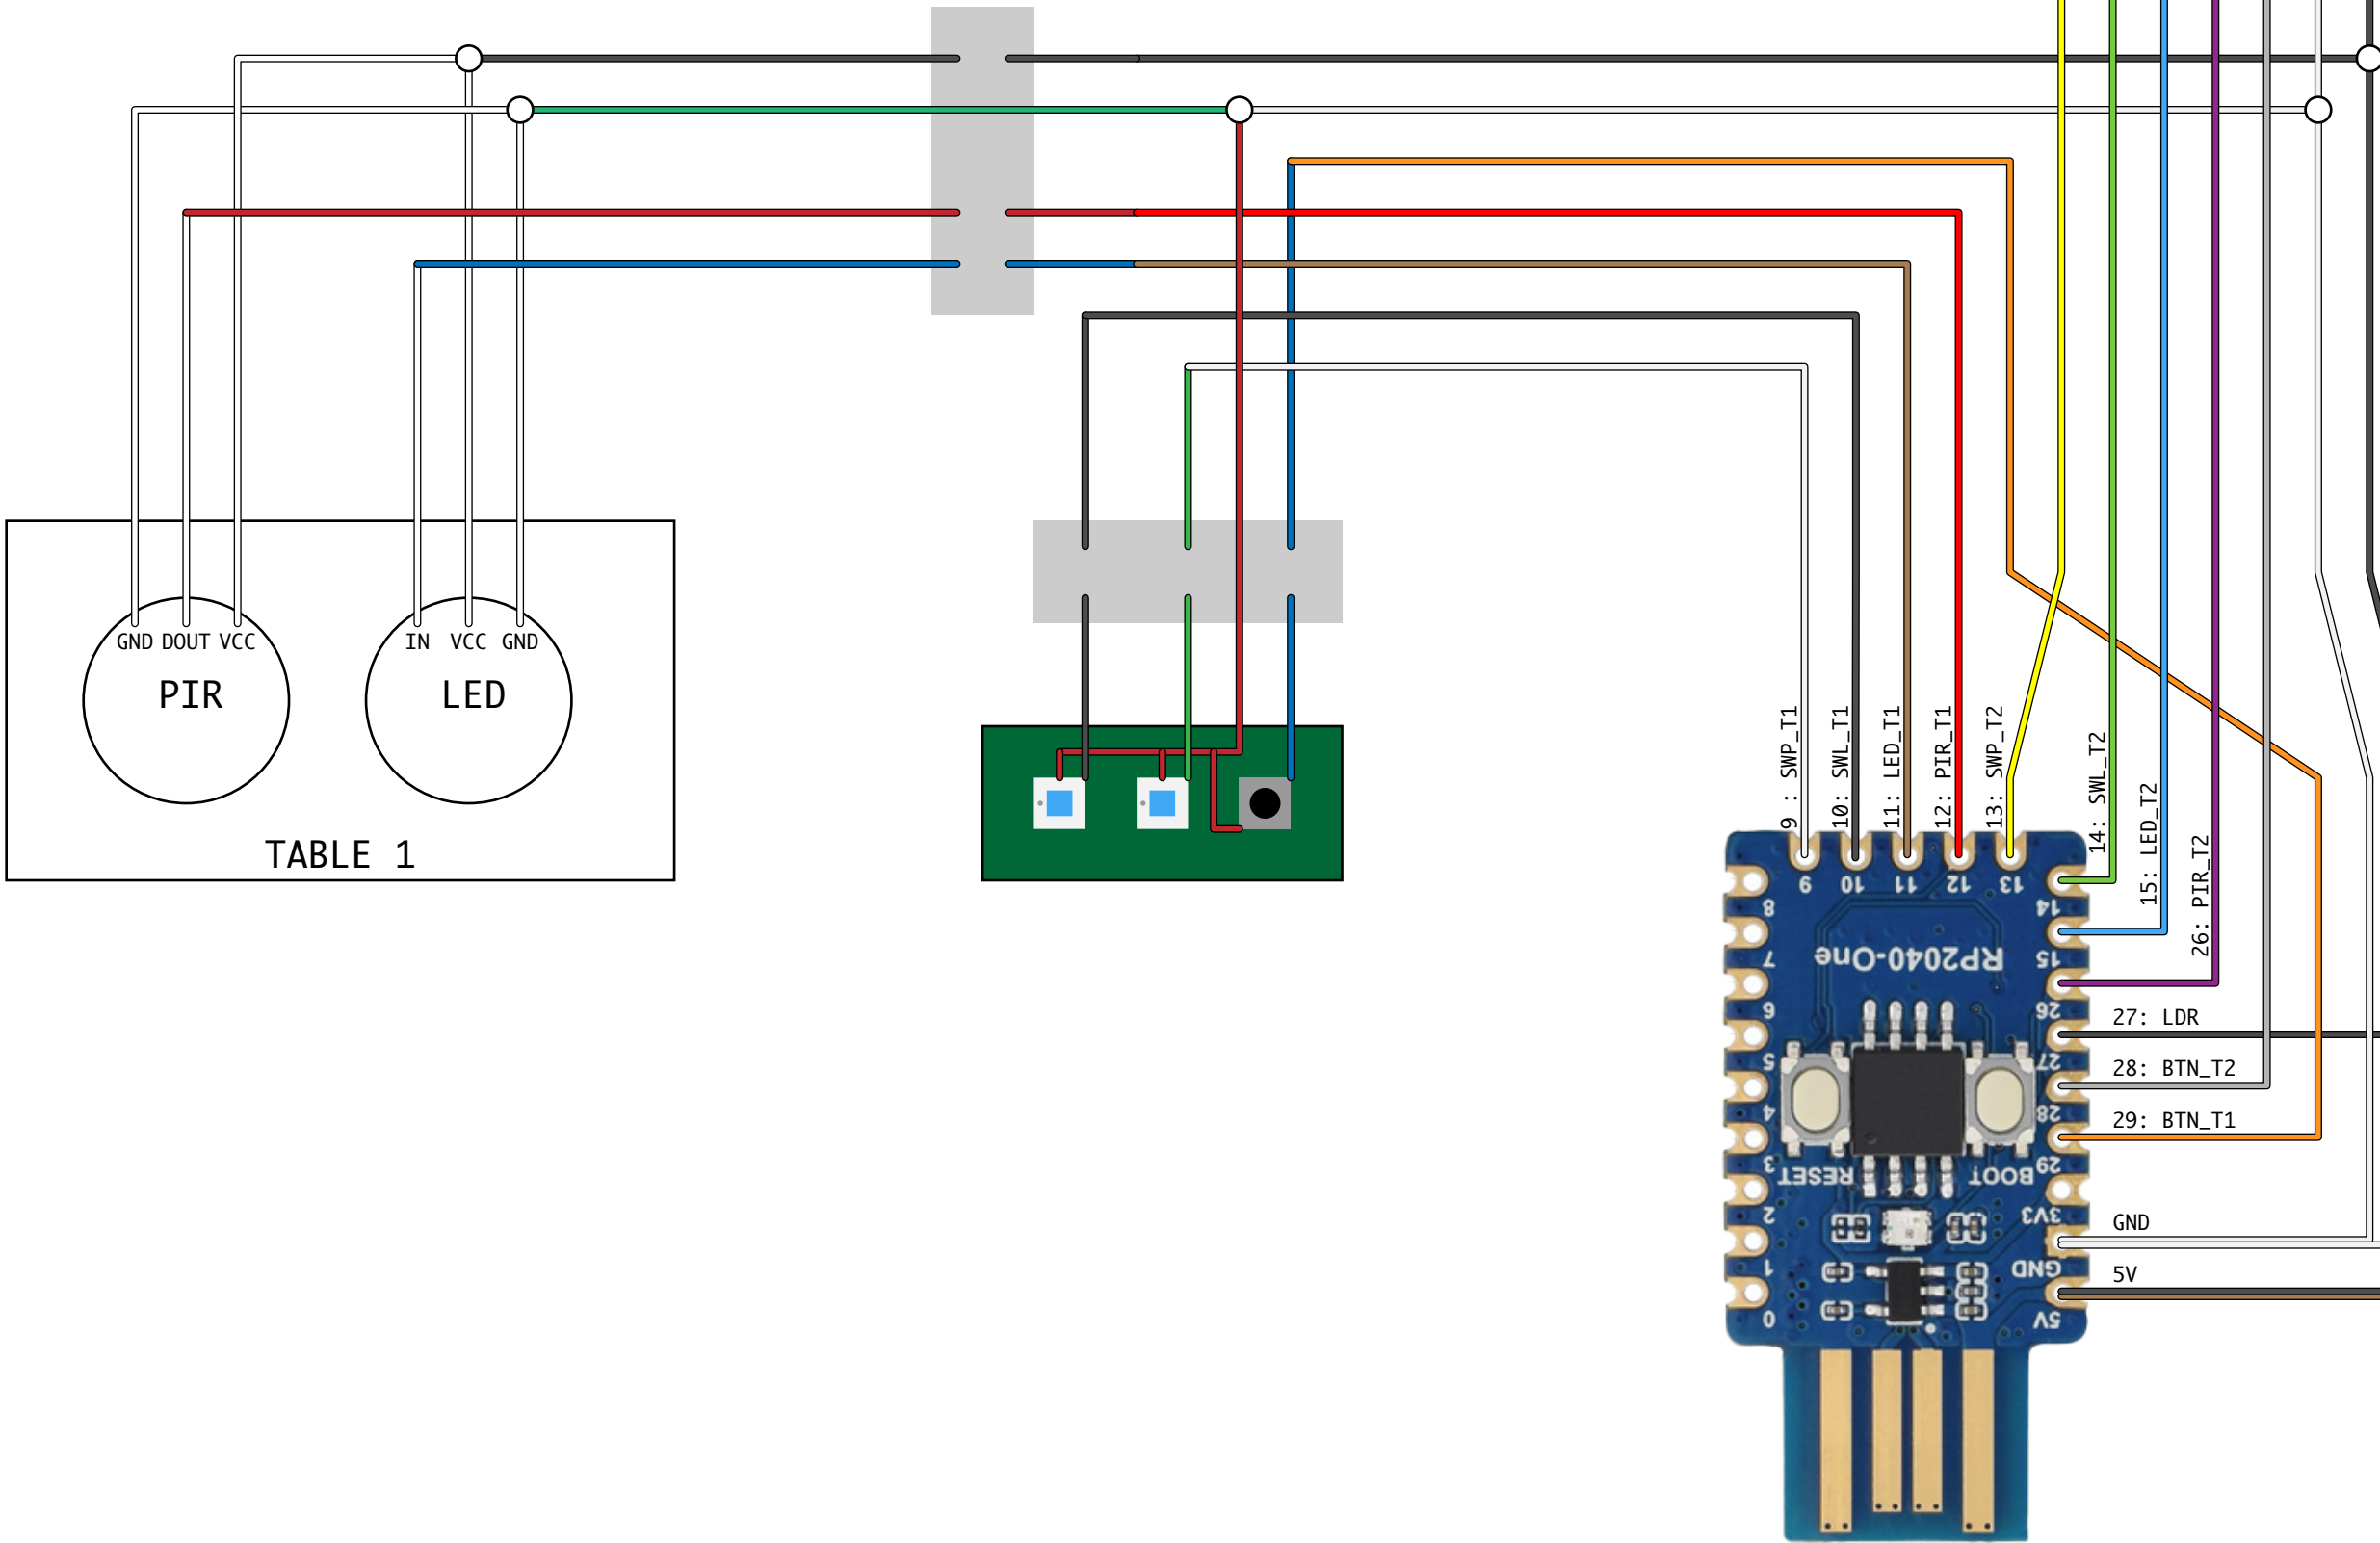 GND DOUT VCC
PIR
IN VCC GND
LED
TABLE 1
9 : SWP_T1
10: SWL_T1
11: LED_T1
12: PIR_T1
13: SWP_T2
14: SWL_T2
15: LED_T2
26: PIR_T2
27: LDR
28: BTN_T2
29: BTN_T1
GND
5V
9 10 11 12 13
8
7
6
5
4
3
2
1
0
14
15
26
27
28
29
3V3
GND
5V
RP2040-One
RESET
BOOT